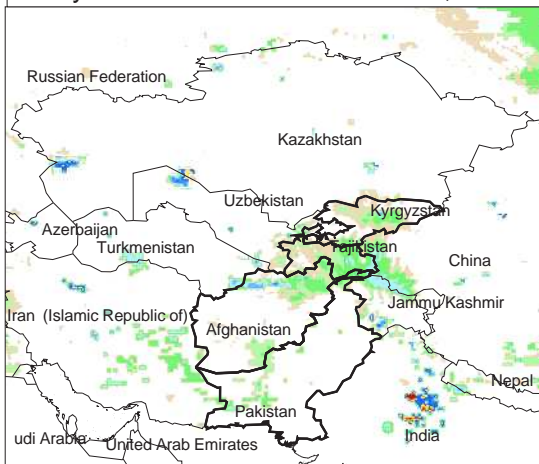 Russian Federation
Kazakhstan
Uzbekistan
Kyrgyzstan
Azerbaijan
Turkmenistan
Tajikistan
China
Jammu/Kashmir
Iran (Islamic Republic of)
Afghanistan
Nepal
Pakistan
udi Arabia
United Arab Emirates
India